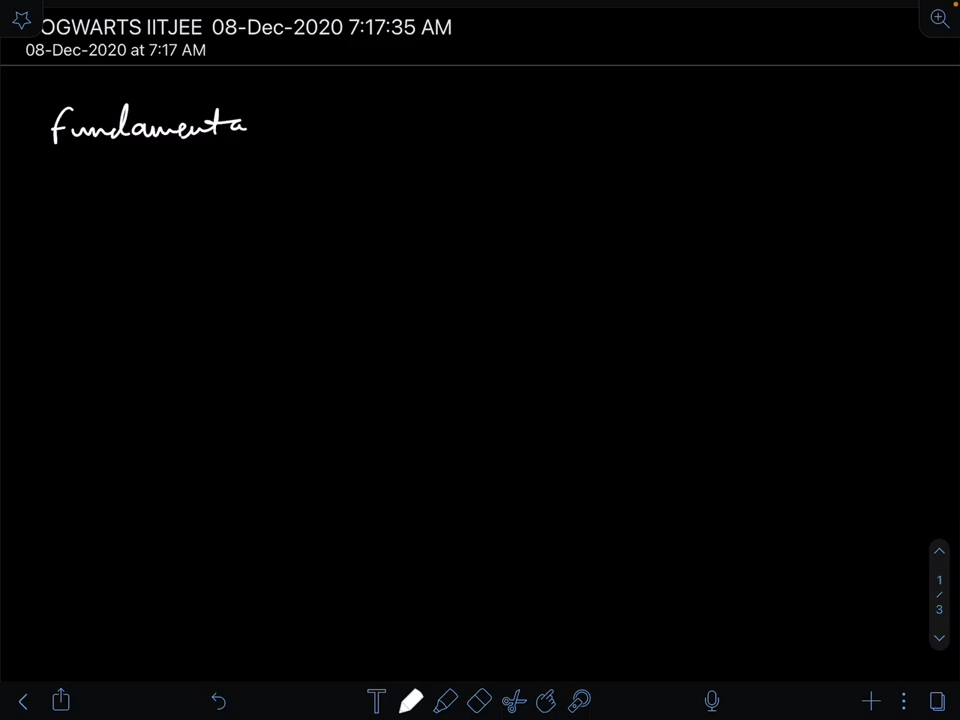 OGWARTS IITJEE 08-Dec-2020 7:17:35 AM
08-Dec-2020 at 7:17 AM
fundamenta
1
/
3